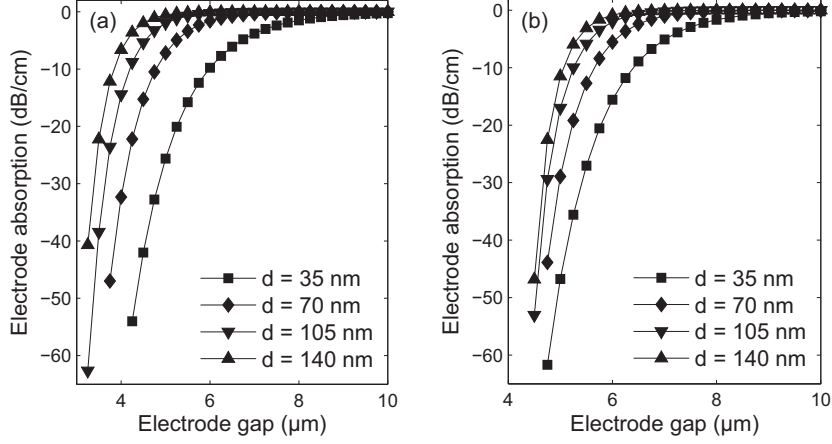 (a)
Electrode absorption (dB/cm)
0
−10
−20
−30
−40
−50
−60
d = 35 nm
d = 70 nm
d = 105 nm
d = 140 nm
4 6 8 10
Electrode gap (μm)
(b)
Electrode absorption (dB/cm)
0
−10
−20
−30
−40
−50
−60
d = 35 nm
d = 70 nm
d = 105 nm
d = 140 nm
4 6 8 10
Electrode gap (μm)